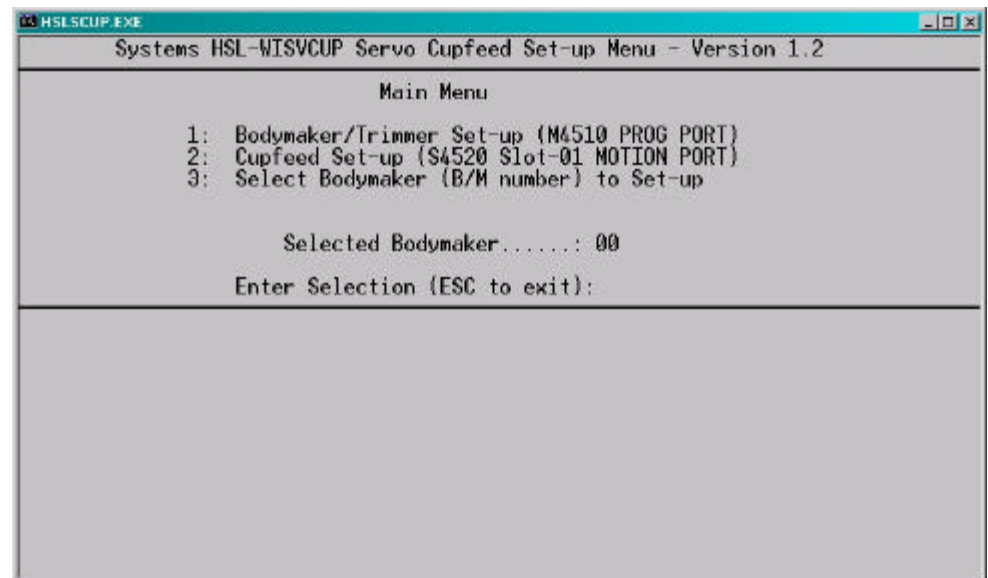 HSLSCUP.EXE
Systems HSL-WISVCUP Servo Cupfeed Set-up Menu - Version 1.2
Main Menu
1: Bodymaker/Trimmer Set-up (M4510 PROG PORT)
2: Cupfeed Set-up (S4520 Slot-01 MOTION PORT)
3: Select Bodymaker (B/M number) to Set-up
Selected Bodymaker......: 00
Enter Selection (ESC to exit):